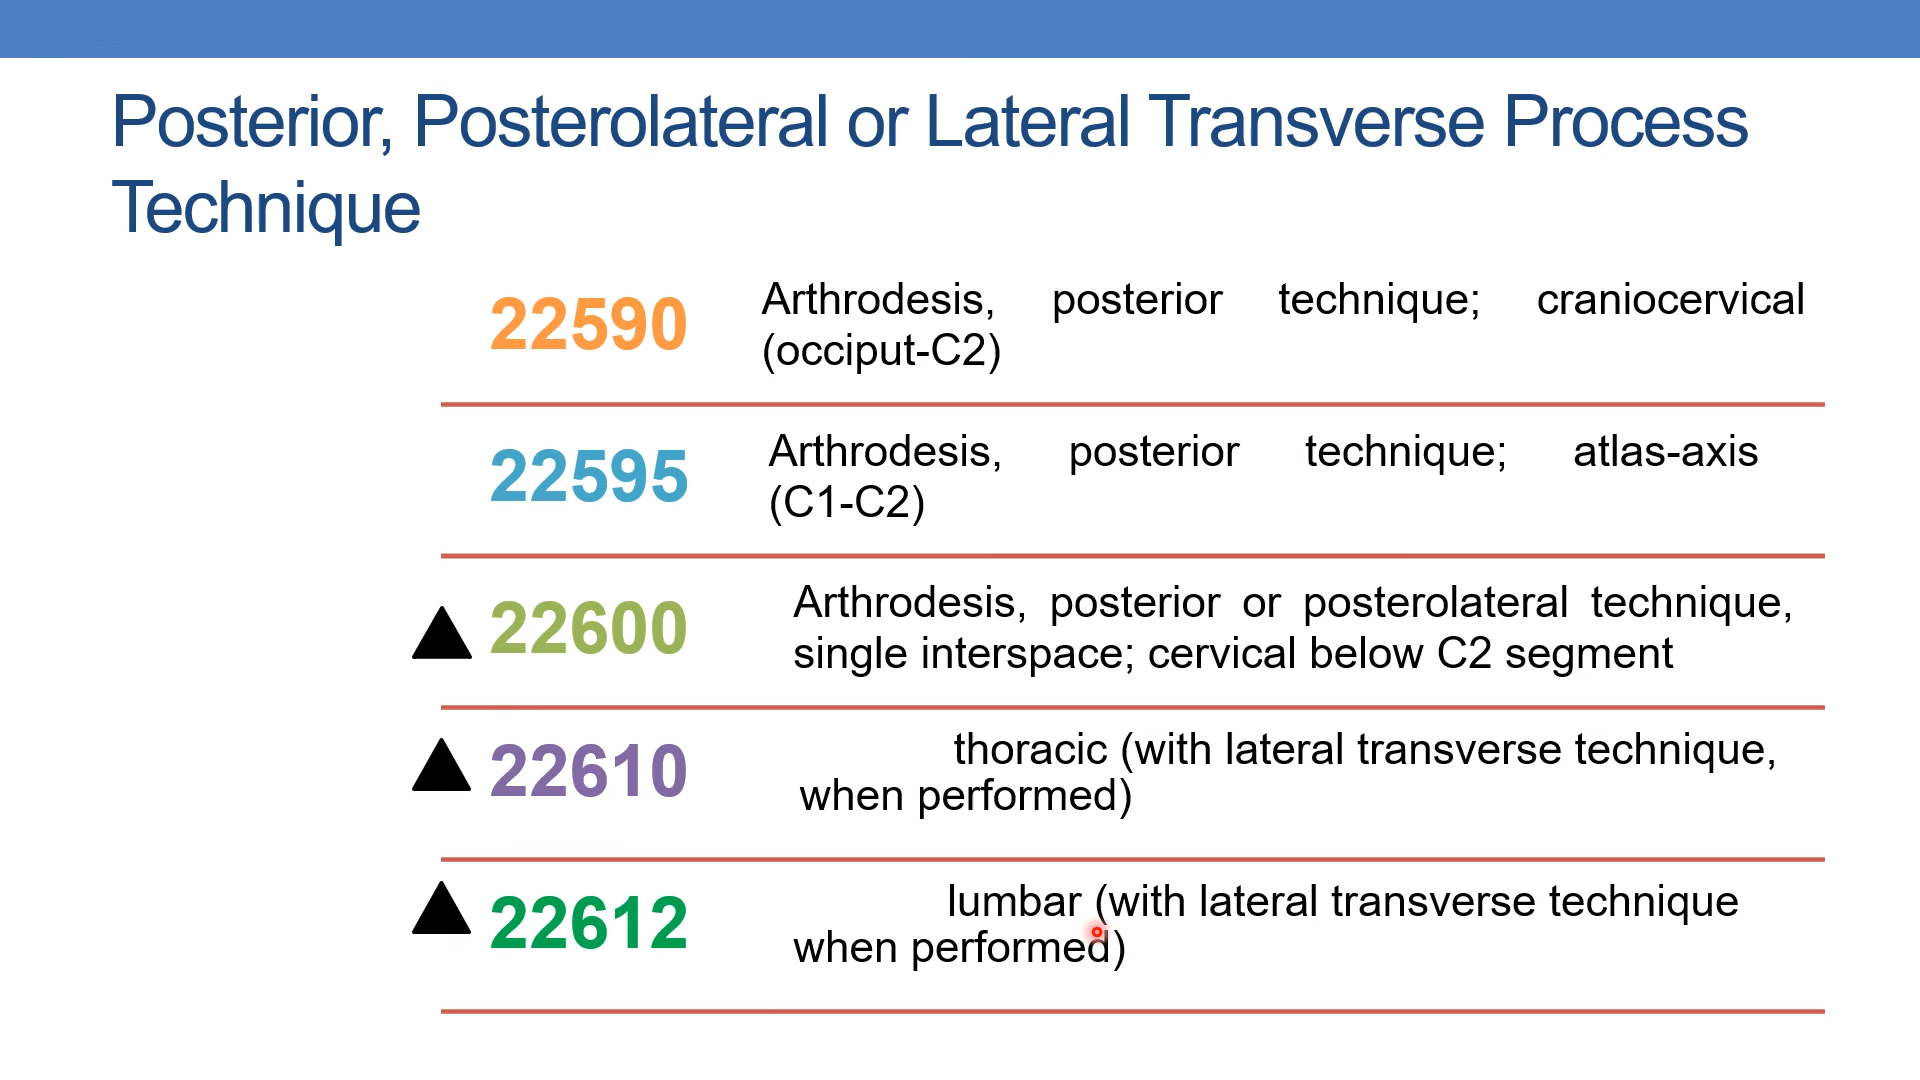 Posterior, Posterolateral or Lateral Transverse Process
Technique
22590
Arthrodesis, posterior technique; craniocervical
(occiput-C2)
22595
Arthrodesis, posterior technique; atlas-axis
(C1-C2)
22600
Arthrodesis, posterior or posterolateral technique,
single interspace; cervical below C2 segment
22610
thoracic (with lateral transverse technique,
when performed)
22612
lumbar (with lateral transverse technique
when performed)